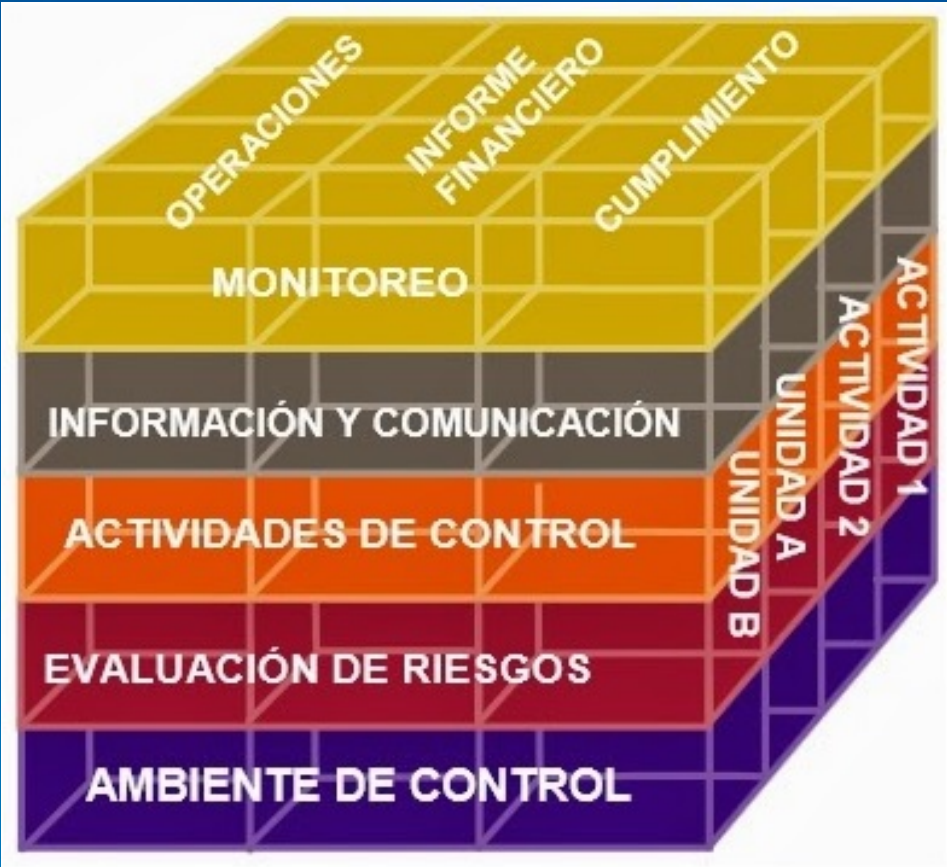 OPERACIONES
INFORME
FINANCIERO
CUMPLIMIENTO
MONITOREO
INFORMACIÓN Y COMUNICACIÓN
ACTIVIDADES DE CONTROL
EVALUACIÓN DE RIESGOS
AMBIENTE DE CONTROL
UNIDAD B
UNIDAD A
ACTIVIDAD 2
ACTIVIDAD 1